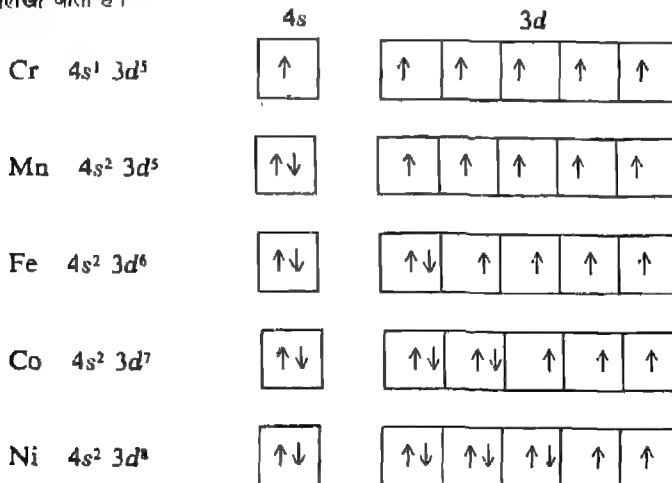 जाता है।
4s 3d
Cr 4s¹ 3d⁵ ↑ ↑ ↑ ↑ ↑ ↑
Mn 4s² 3d⁵ ↑↓ ↑ ↑ ↑ ↑ ↑
Fe 4s² 3d⁶ ↑↓ ↑↓ ↑ ↑ ↑ ↑
Co 4s² 3d⁷ ↑↓ ↑↓ ↑↓ ↑ ↑ ↑
Ni 4s² 3d⁸ ↑↓ ↑↓ ↑↓ ↑↓ ↑ ↑